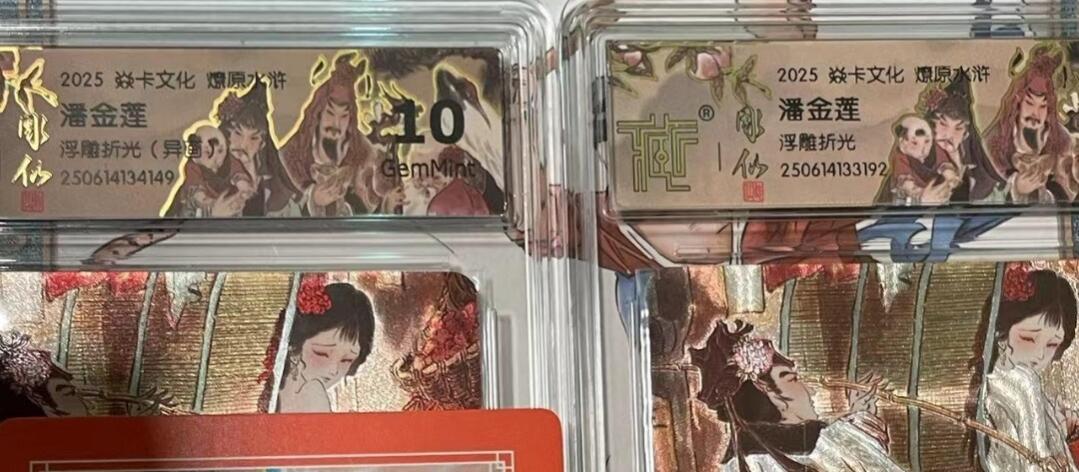 2025 焱卡文化 燎原水浒
潘金莲
浮雕折光（异画）
250614134149
10
GemMint
藏
®
2025 焱卡文化 燎原水浒
潘金莲
浮雕折光
250614133192